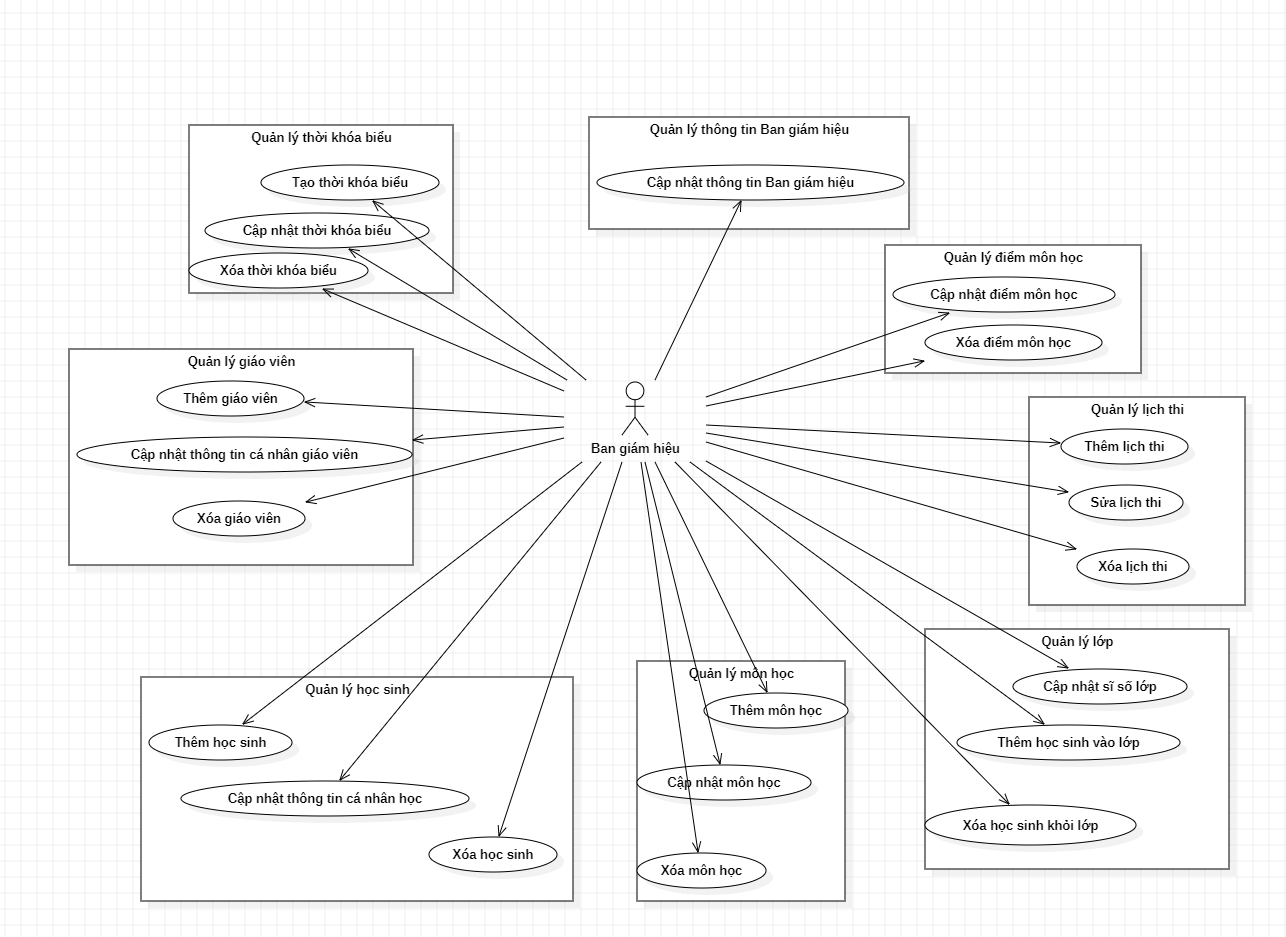 Quản lý thời khóa biểu
Tạo thời khóa biểu
Cập nhật thời khóa biểu
Xóa thời khóa biểu
Quản lý thông tin Ban giám hiệu
Cập nhật thông tin Ban giám hiệu
Quản lý điểm môn học
Cập nhật điểm môn học
Xóa điểm môn học
Quản lý giáo viên
Thêm giáo viên
Cập nhật thông tin cá nhân giáo viên
Xóa giáo viên
Ban giám hiệu
Quản lý lịch thi
Thêm lịch thi
Sửa lịch thi
Xóa lịch thi
Quản lý học sinh
Thêm học sinh
Cập nhật thông tin cá nhân học
Xóa học sinh
Quản lý môn học
Thêm môn học
Cập nhật môn học
Xóa môn học
Quản lý lớp
Cập nhật sĩ số lớp
Thêm học sinh vào lớp
Xóa học sinh khỏi lớp